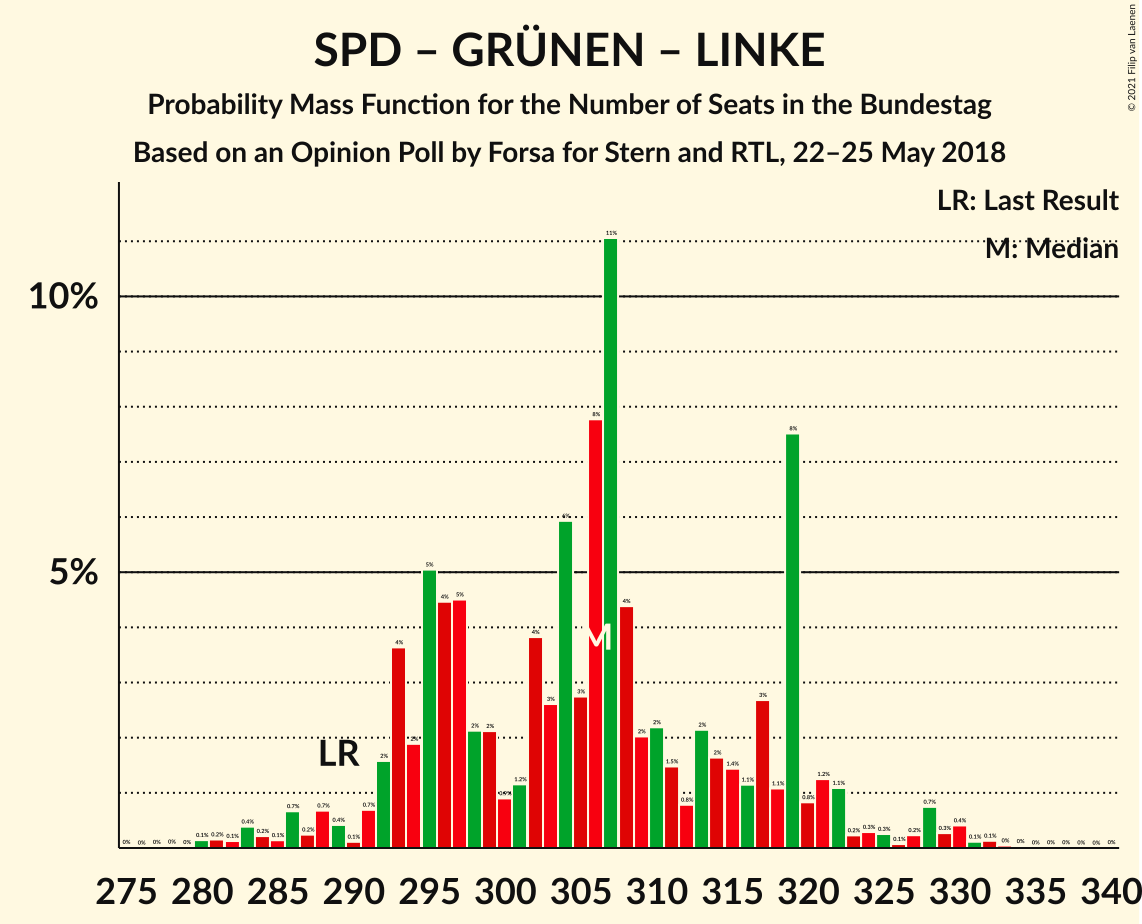 SPD – GRÜNEN – LINKE
Probability Mass Function for the Number of Seats in the Bundestag
Based on an Opinion Poll by Forsa for Stern and RTL, 22–25 May 2018
© 2021 Filip van Laenen
LR: Last Result
M: Median
10%
5%
LR
M
0% 0% 0% 0% 0% 0.1% 0.2% 0.1% 0.4% 0.2% 0.1% 0.7% 0.2% 0.7% 0.4% 0.1% 0.7% 2% 4% 2% 5% 4% 5% 2% 2% 0.9% 1.2% 4% 3% 6% 3% 8% 11% 4% 2% 2% 1.5% 0.8% 2% 2% 1.4% 1.1% 3% 1.1% 8% 0.8% 1.2% 1.1% 0.2% 0.3% 0.3% 0.1% 0.2% 0.7% 0.3% 0.4% 0.1% 0.1% 0% 0% 0% 0% 0% 0% 0% 0%
275 280 285 290 295 300 305 310 315 320 325 330 335 340